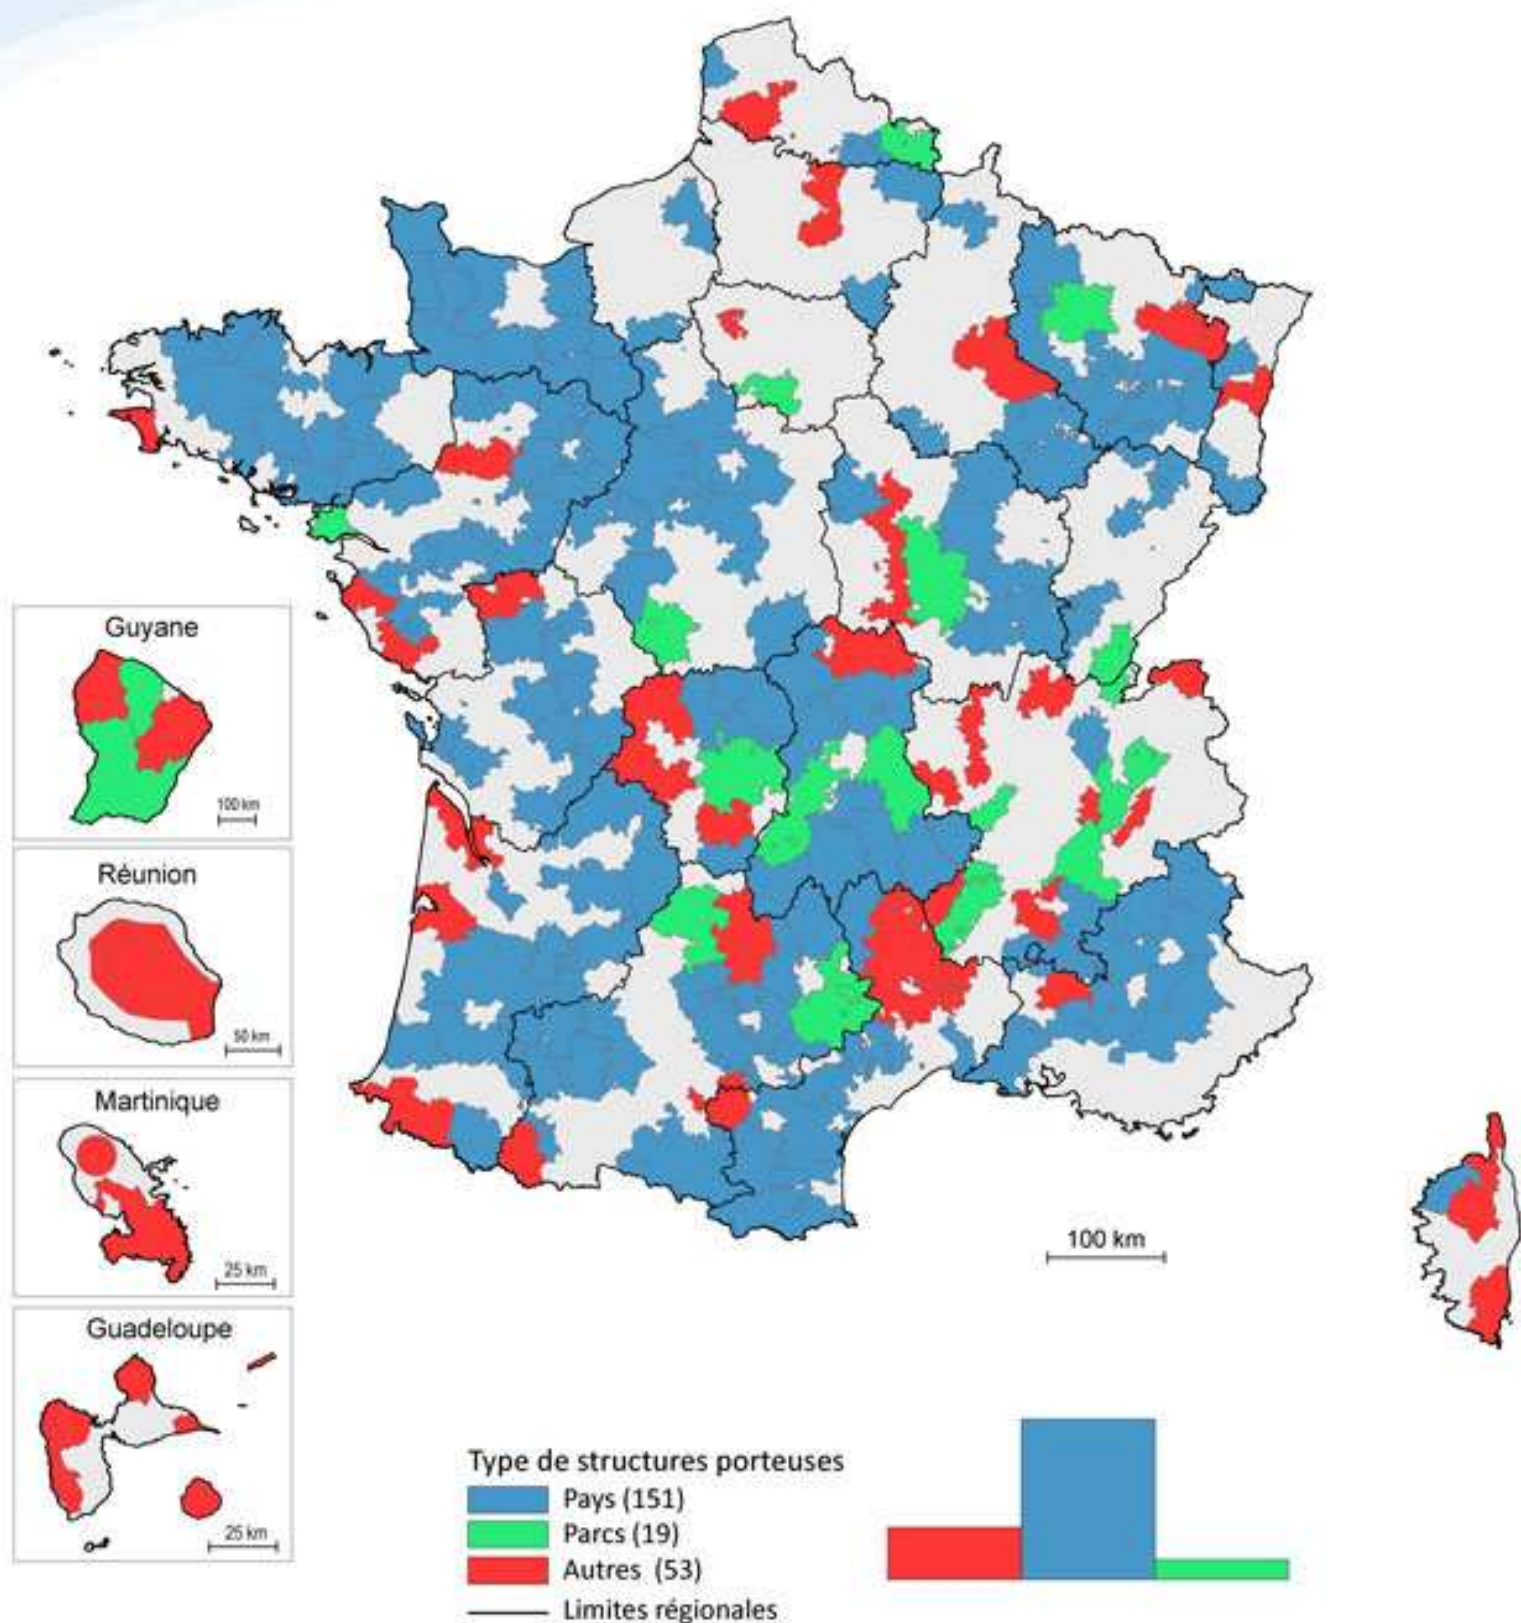 Guyane
100 km
Réunion
50 km
Martinique
25 km
Guadeloupe
25 km
100 km
Type de structures porteuses
Pays (151)
Parcs (19)
Autres (53)
Limites régionales